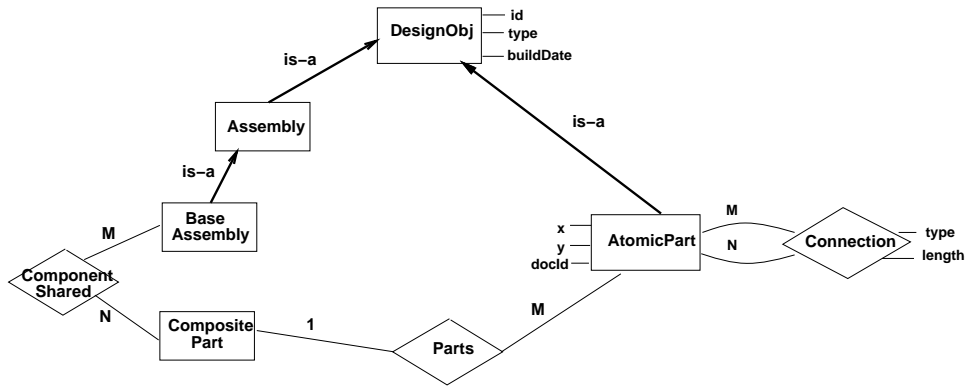 DesignObj
id
type
buildDate
is-a
is-a
Assembly
is-a
Base
Assembly
M
Component
Shared
N
Composite
Part
1
Parts
M
x
y
docId
AtomicPart
M
N
Connection
type
length